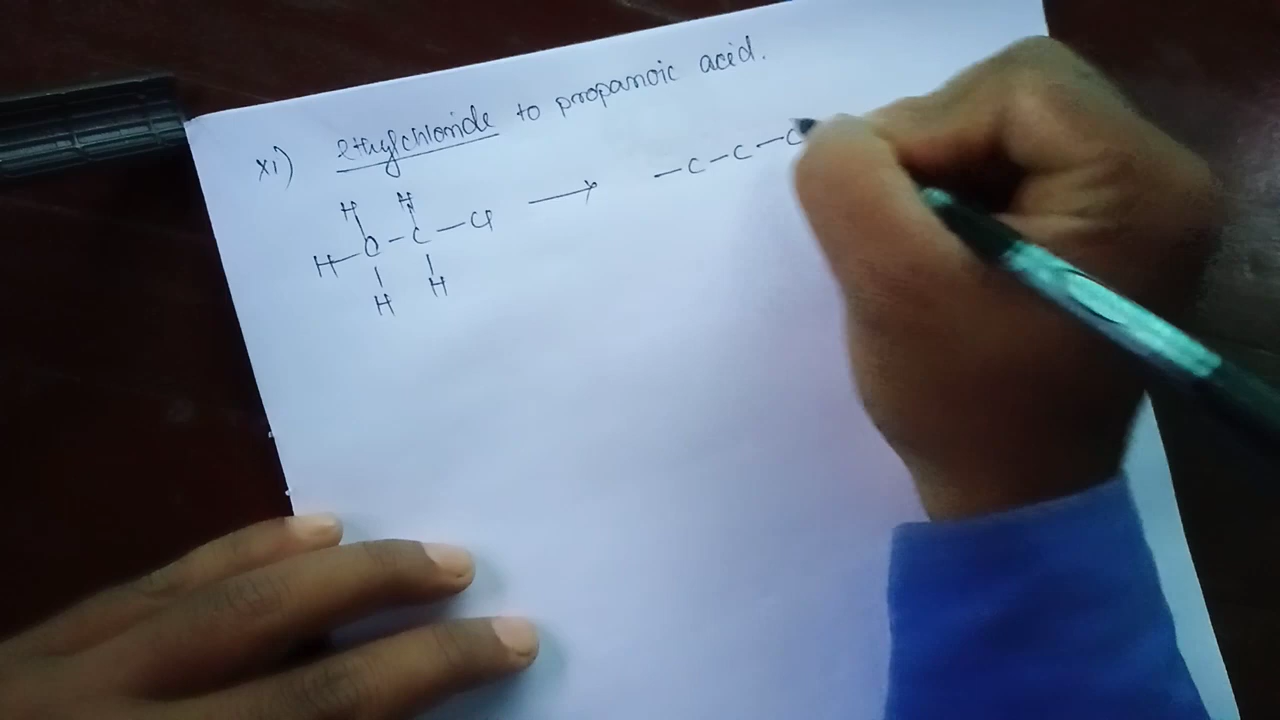 xi) ethylchloride to propanoic acid.
H H
H - C - C - Cl → - C - C - C
H H